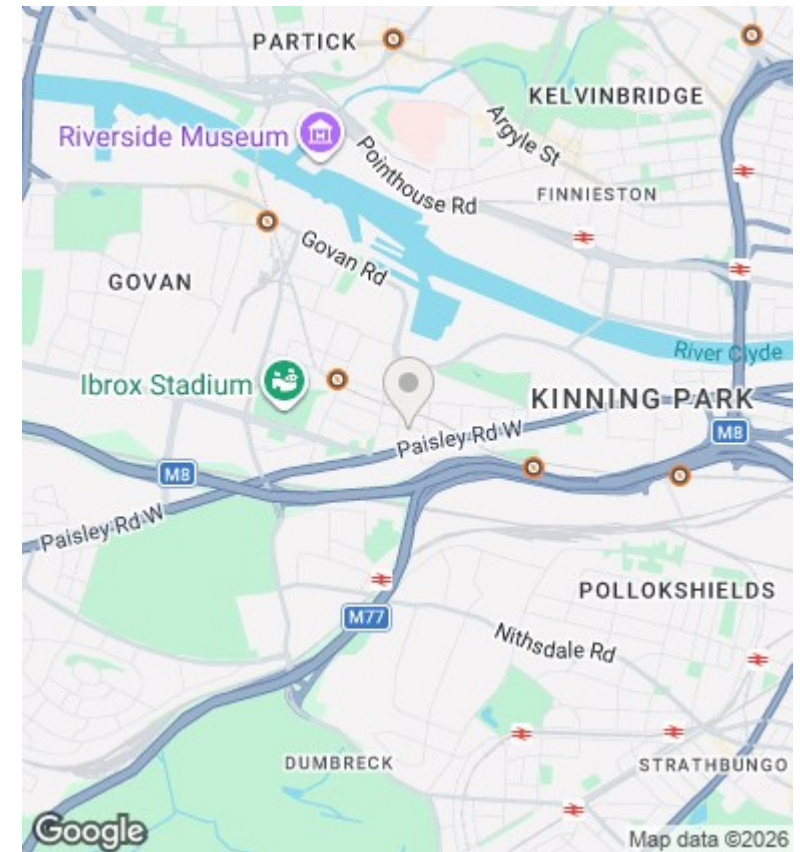 PARTICK
KELVINBRIDGE
Riverside Museum
Argyle St
Pointhouse Rd
FINNIESTON
Govan Rd
GOVAN
River Clyde
Ibrox Stadium
KINNING PARK
Paisley Rd W
M8
M8
Paisley Rd W
POLLOKSHIELDS
M77
Nithsdale Rd
DUMBRECK
STRATHBUNGO
Google
Map data ©2026